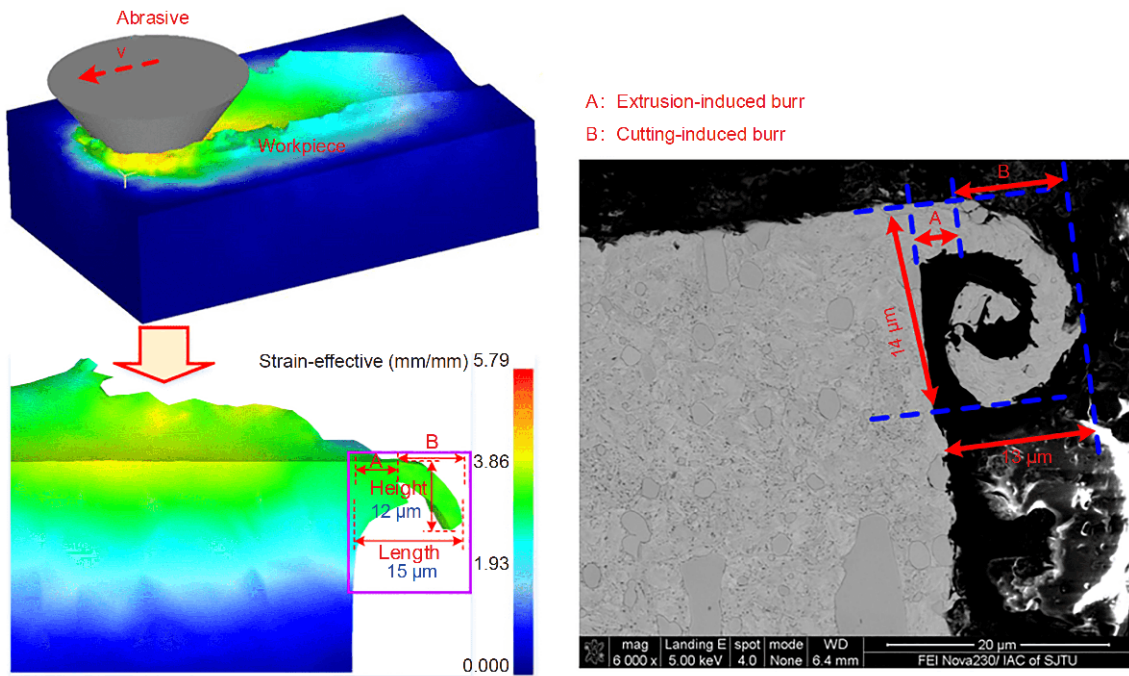 Abrasive
v
Workpiece
Strain-effective (mm/mm) 5.79
3.86
1.93
0.000
A
B
Height
12 µm
Length
15 µm
A: Extrusion-induced burr
B: Cutting-induced burr
B
A
14 µm
13 µm
mag Landing E spot mode WD
6 000 x 5.00 keV 4.0 None 6.4 mm
20 µm
FEI Nova230/ IAC of SJTU